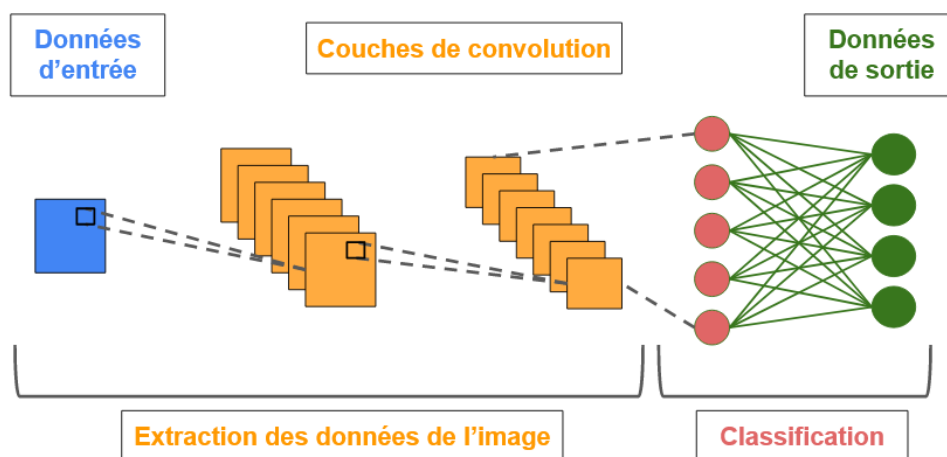 Données
d'entrée
Couches de convolution
Données
de sortie
Extraction des données de l'image
Classification